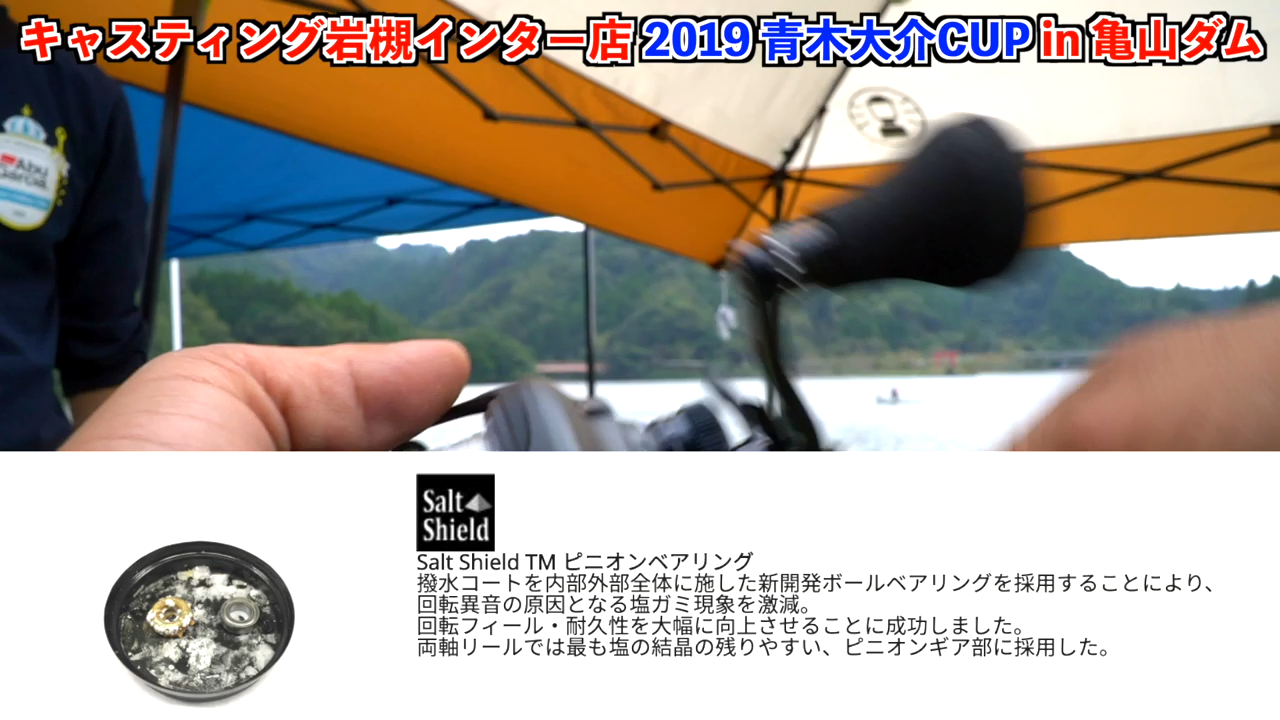 キャスティング岩槻インター店 2019 青木大介CUP in 亀山ダム
Abu
Garcia
Salt
Shield
Salt Shield TM ピニオンベアリング
撥水コートを内部外部全体に施した新開発ボールベアリングを採用することにより、
回転異音の原因となる塩ガミ現象を激減。
回転フィール・耐久性を大幅に向上させることに成功しました。
両軸リールでは最も塩の結晶の残りやすい、ピニオンギア部に採用した。